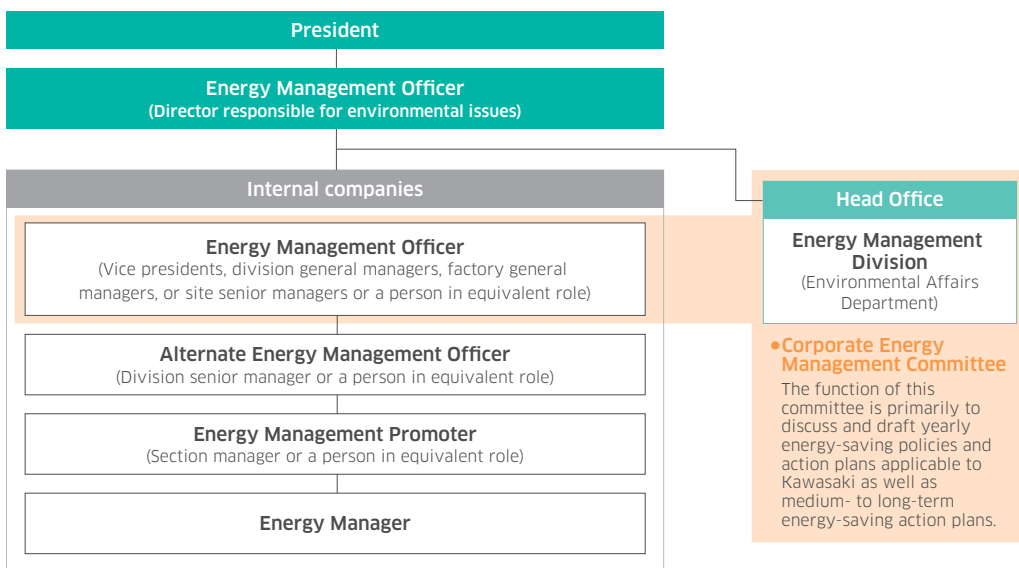 President
Energy Management Officer
(Director responsible for environmental issues)
Internal companies
Energy Management Officer
(Vice presidents, division general managers, factory general
managers, or site senior managers or a person in equivalent role)
Alternate Energy Management Officer
(Division senior manager or a person in equivalent role)
Energy Management Promoter
(Section manager or a person in equivalent role)
Energy Manager
Head Office
Energy Management
Division
(Environmental Affairs
Department)
•Corporate Energy
Management Committee
The function of this
committee is primarily to
discuss and draft yearly
energy-saving policies and
action plans applicable to
Kawasaki as well as
medium- to long-term
energy-saving action plans.